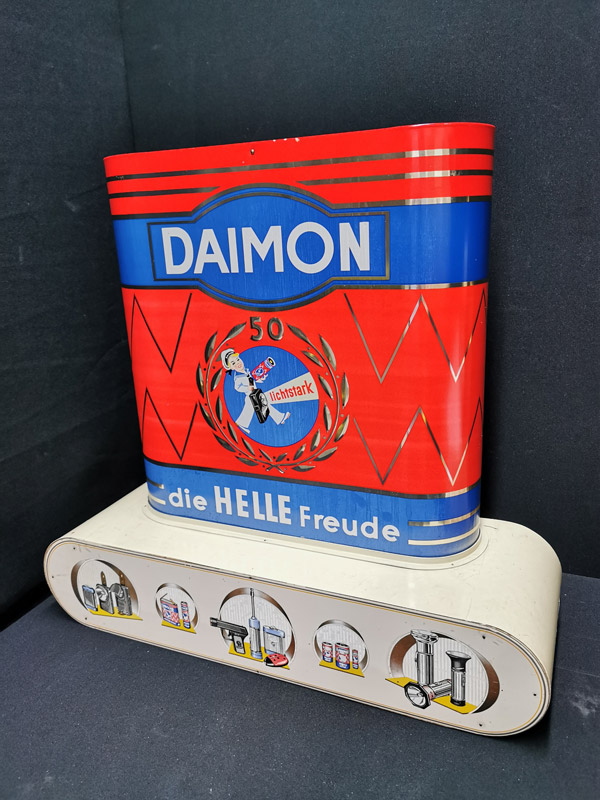 DAIMON
50
lichtstark
die HELLE Freude